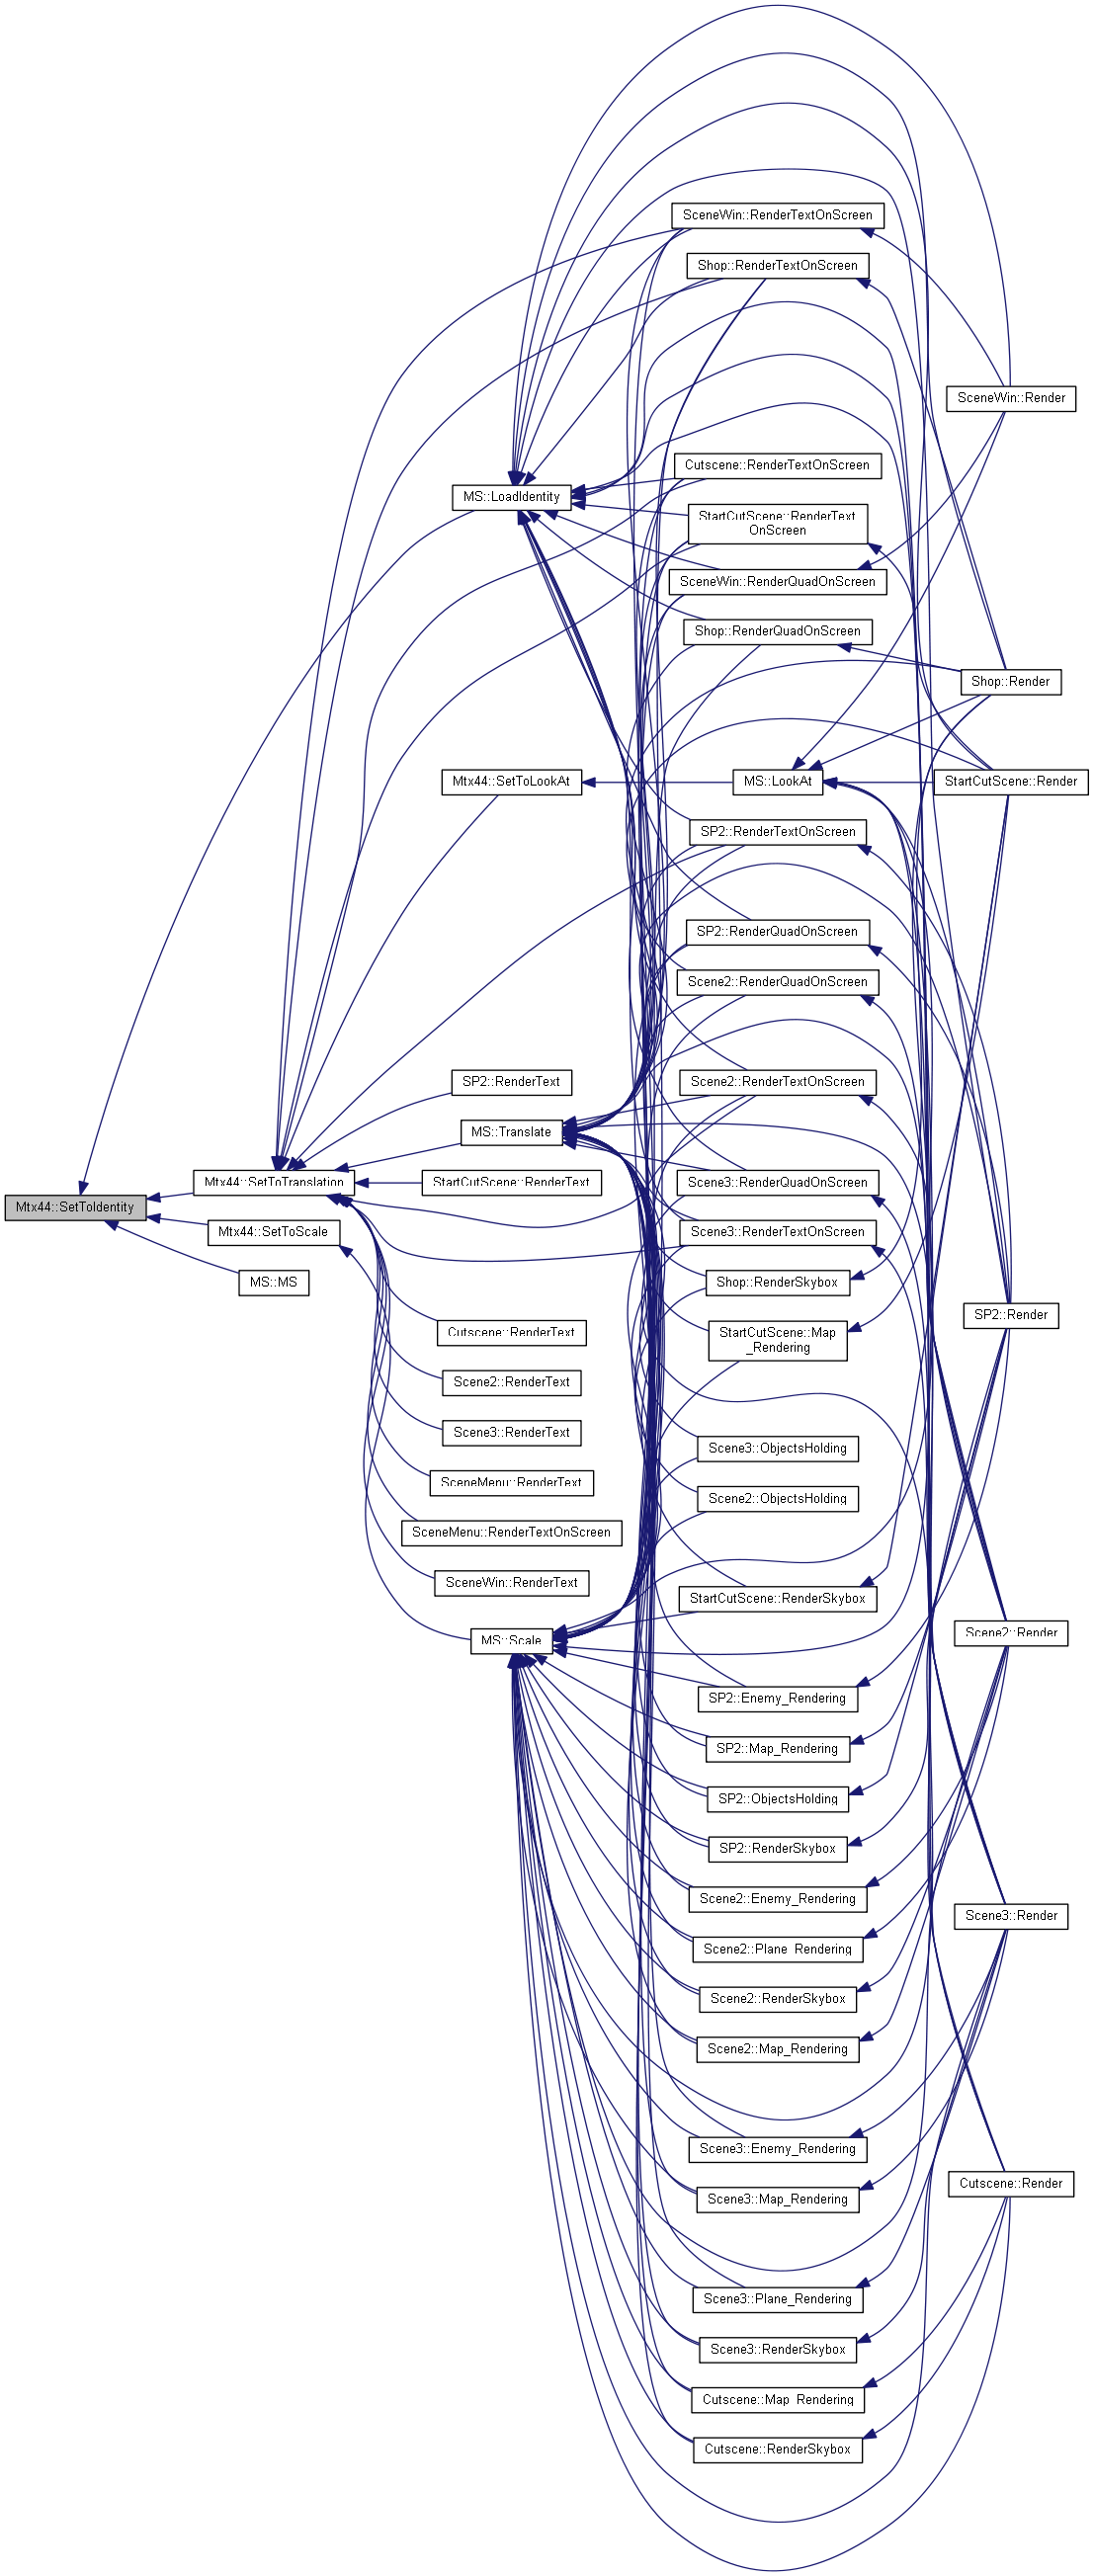 SceneWin::RenderTextOnScreen
Shop::RenderTextOnScreen
SceneWin::Render
Cutscene::RenderTextOnScreen
MS::LoadIdentity
StartCutScene::RenderText
_OnScreen
SceneWin::RenderQuadOnScreen
Shop::RenderQuadOnScreen
Shop::Render
Mtx44::SetToLookAt
MS::LookAt
StartCutScene::Render
SP2::RenderTextOnScreen
SP2::RenderQuadOnScreen
Scene2::RenderQuadOnScreen
SP2::RenderText
Scene2::RenderTextOnScreen
MS::Translate
Mtx44::SetToTranslation
StartCutScene::RenderText
Scene3::RenderQuadOnScreen
Mtx44::SetToIdentity
Mtx44::SetToScale
Scene3::RenderTextOnScreen
MS::MS
Shop::RenderSkybox
SP2::Render
Cutscene::RenderText
StartCutScene::Map
_Rendering
Scene2::RenderText
Scene3::RenderText
Scene3::ObjectsHolding
SceneMenu::RenderText
Scene2::ObjectsHolding
SceneMenu::RenderTextOnScreen
SceneWin::RenderText
StartCutScene::RenderSkybox
MS::Scale
Scene2::Render
SP2::Enemy_Rendering
SP2::Map_Rendering
SP2::ObjectsHolding
SP2::RenderSkybox
Scene2::Enemy_Rendering
Scene3::Render
Scene2::Plane_Rendering
Scene2::RenderSkybox
Scene2::Map_Rendering
Scene3::Enemy_Rendering
Cutscene::Render
Scene3::Map_Rendering
Scene3::Plane_Rendering
Scene3::RenderSkybox
Cutscene::Map_Rendering
Cutscene::RenderSkybox